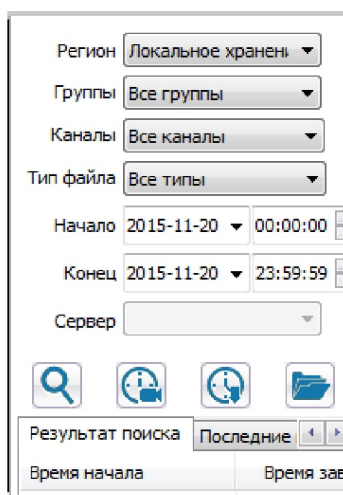 Регион Локальное хранени
Группы Все группы
Каналы Все каналы
Тип файла Все типы
Начало 2015-11-20 00:00:00
Конец 2015-11-20 23:59:59
Сервер
Результат поиска Последние
Время начала Время зав